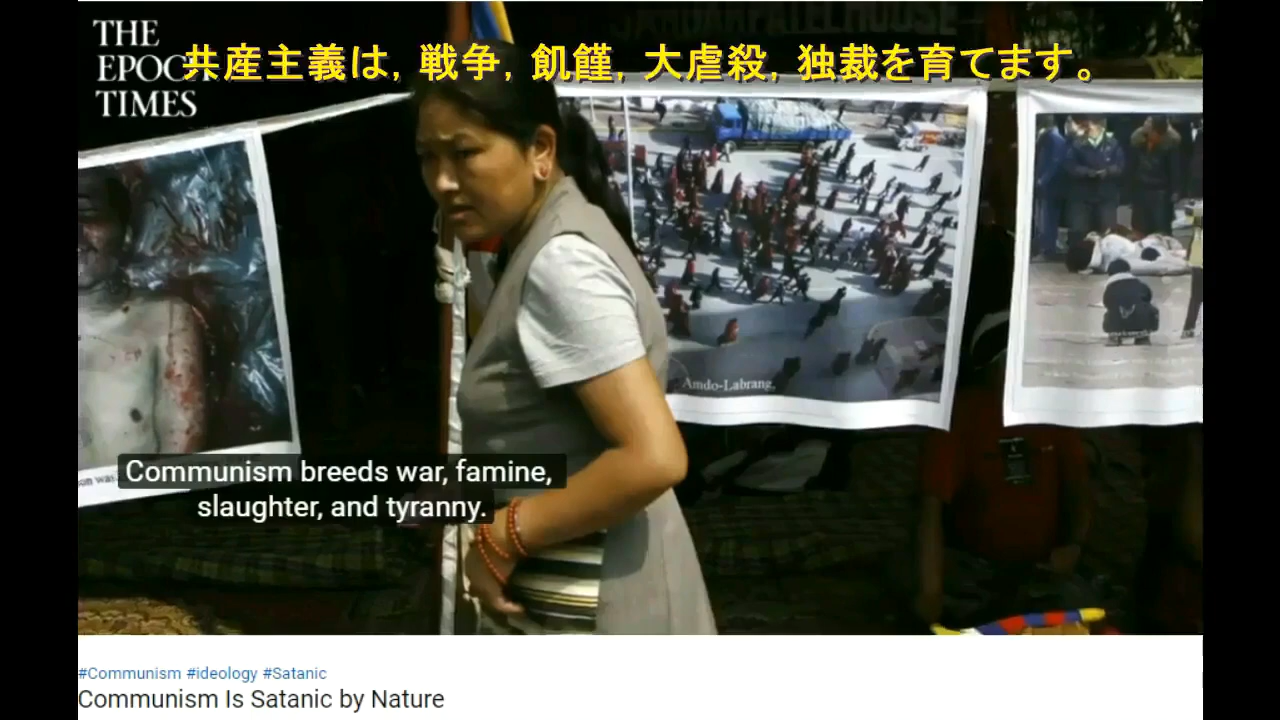 JAIDARPATELHOUSE
THE
EPOCH
TIMES
共産主義は, 戦争, 飢饉, 大虐殺, 独裁を育てます。
Amdo-Labrang,
Communism breeds war, famine,
slaughter, and tyranny.
#Communism #ideology #Satanic
Communism Is Satanic by Nature